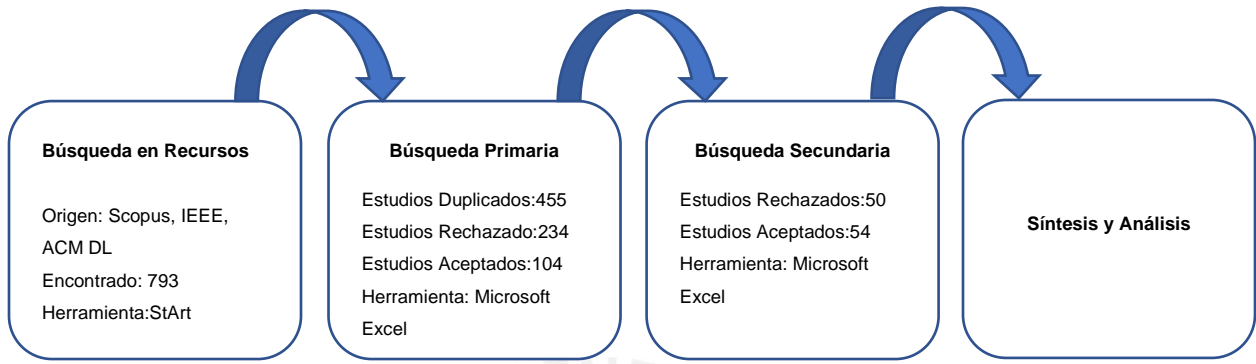 Búsqueda en Recursos
Origen: Scopus, IEEE,
ACM DL
Encontrado: 793
Herramienta:StArt
Búsqueda Primaria
Estudios Duplicados:455
Estudios Rechazado:234
Estudios Aceptados:104
Herramienta: Microsoft
Excel
Búsqueda Secundaria
Estudios Rechazados:50
Estudios Aceptados:54
Herramienta: Microsoft
Excel
Síntesis y Análisis